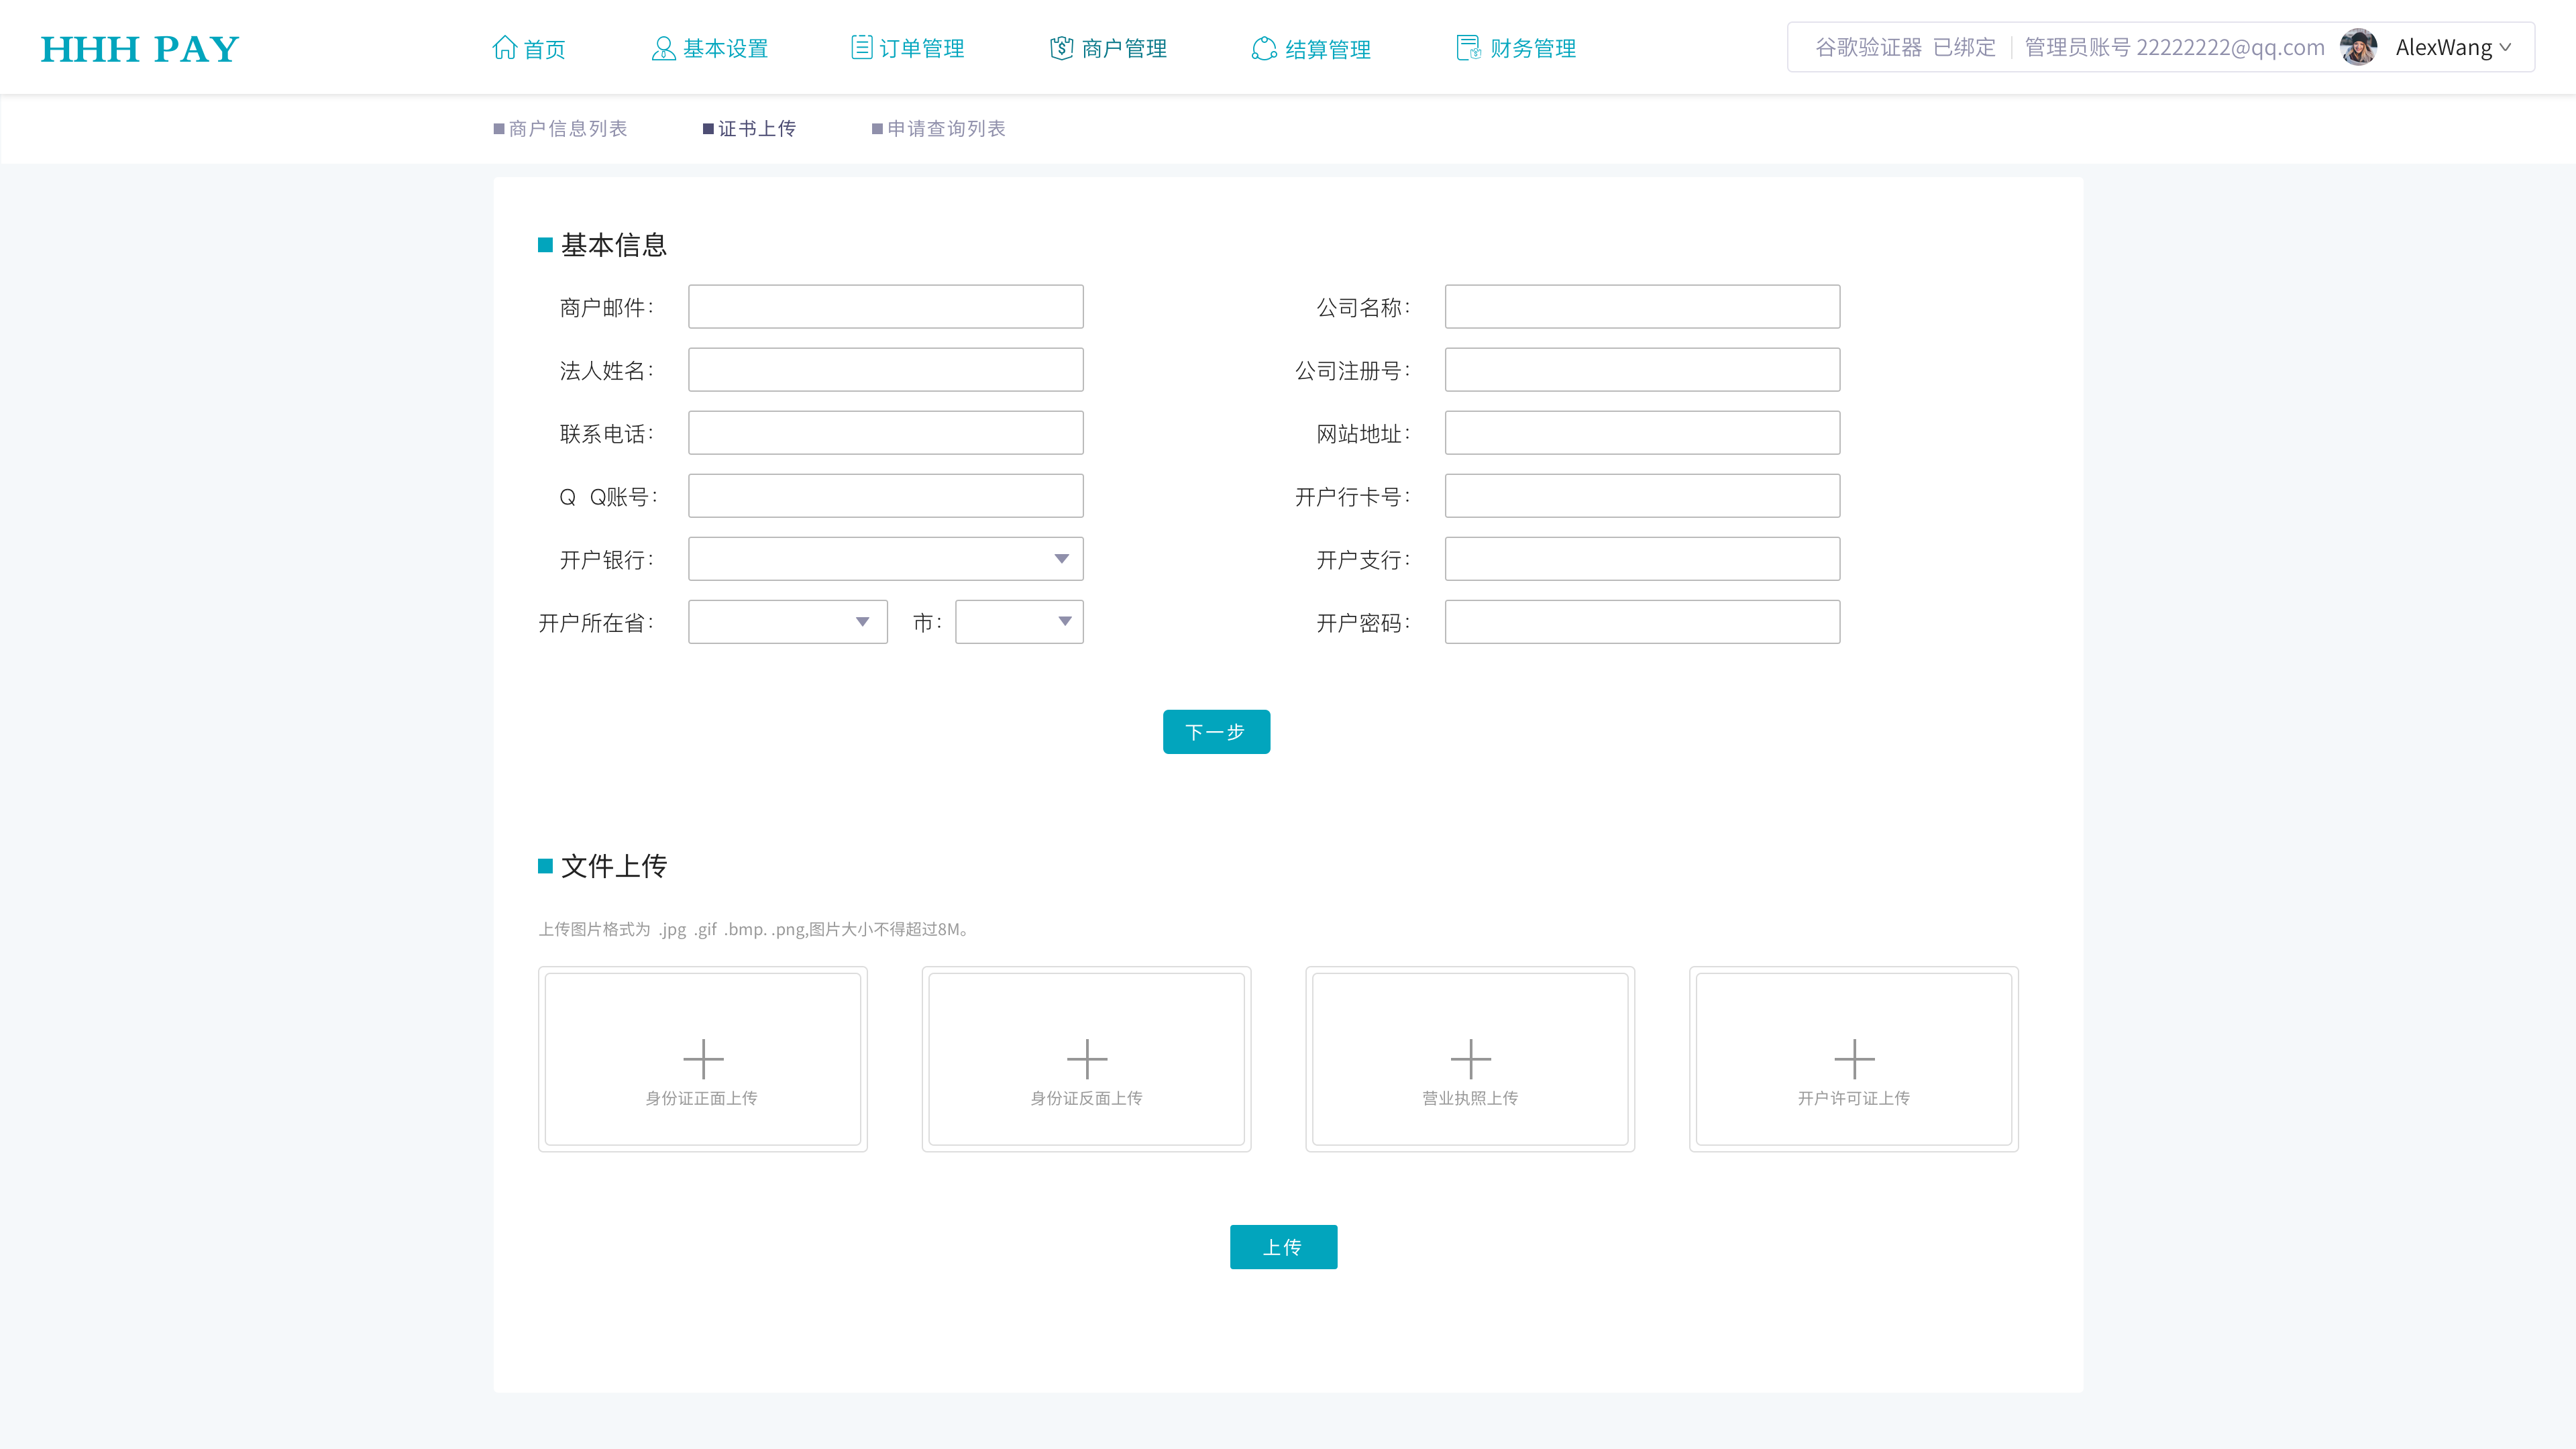 HHH PAY 首页 基本设置 订单管理 商户管理 结算管理 财务管理 谷歌验证器 已绑定 管理员账号 22222222@qq.com AlexWang
商户信息列表 证书上传 申请查询列表
基本信息
商户邮件： 公司名称：
法人姓名： 公司注册号：
联系电话： 网站地址：
Q Q账号： 开户行卡号：
开户银行： 开户支行：
开户所在省： 市： 开户密码：
下一步
文件上传
上传图片格式为 .jpg .gif .bmp. .png,图片大小不得超过8M。
身份证正面上传 身份证反面上传 营业执照上传 开户许可证上传
上传